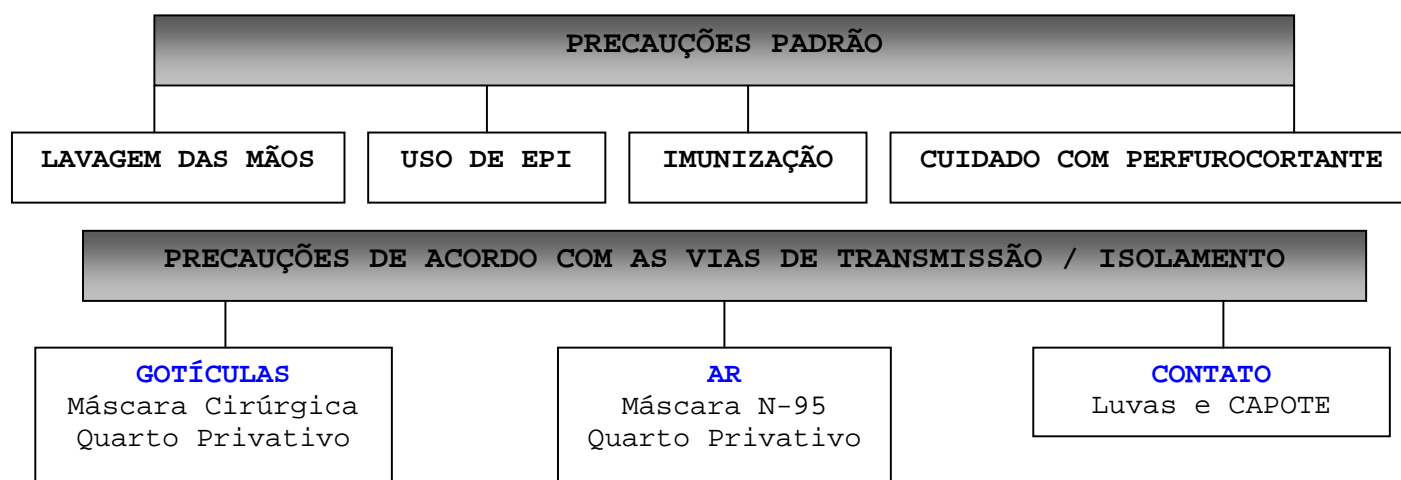 PRECAUÇÕES PADRÃO
LAVAGEM DAS MÃOS
USO DE EPI
IMUNIZAÇÃO
CUIDADO COM PERFUROCORTANTE
PRECAUÇÕES DE ACORDO COM AS VIAS DE TRANSMISSÃO / ISOLAMENTO
GOTÍCULAS
Máscara Cirúrgica
Quarto Privativo
AR
Máscara N-95
Quarto Privativo
CONTATO
Luvas e CAPOTE